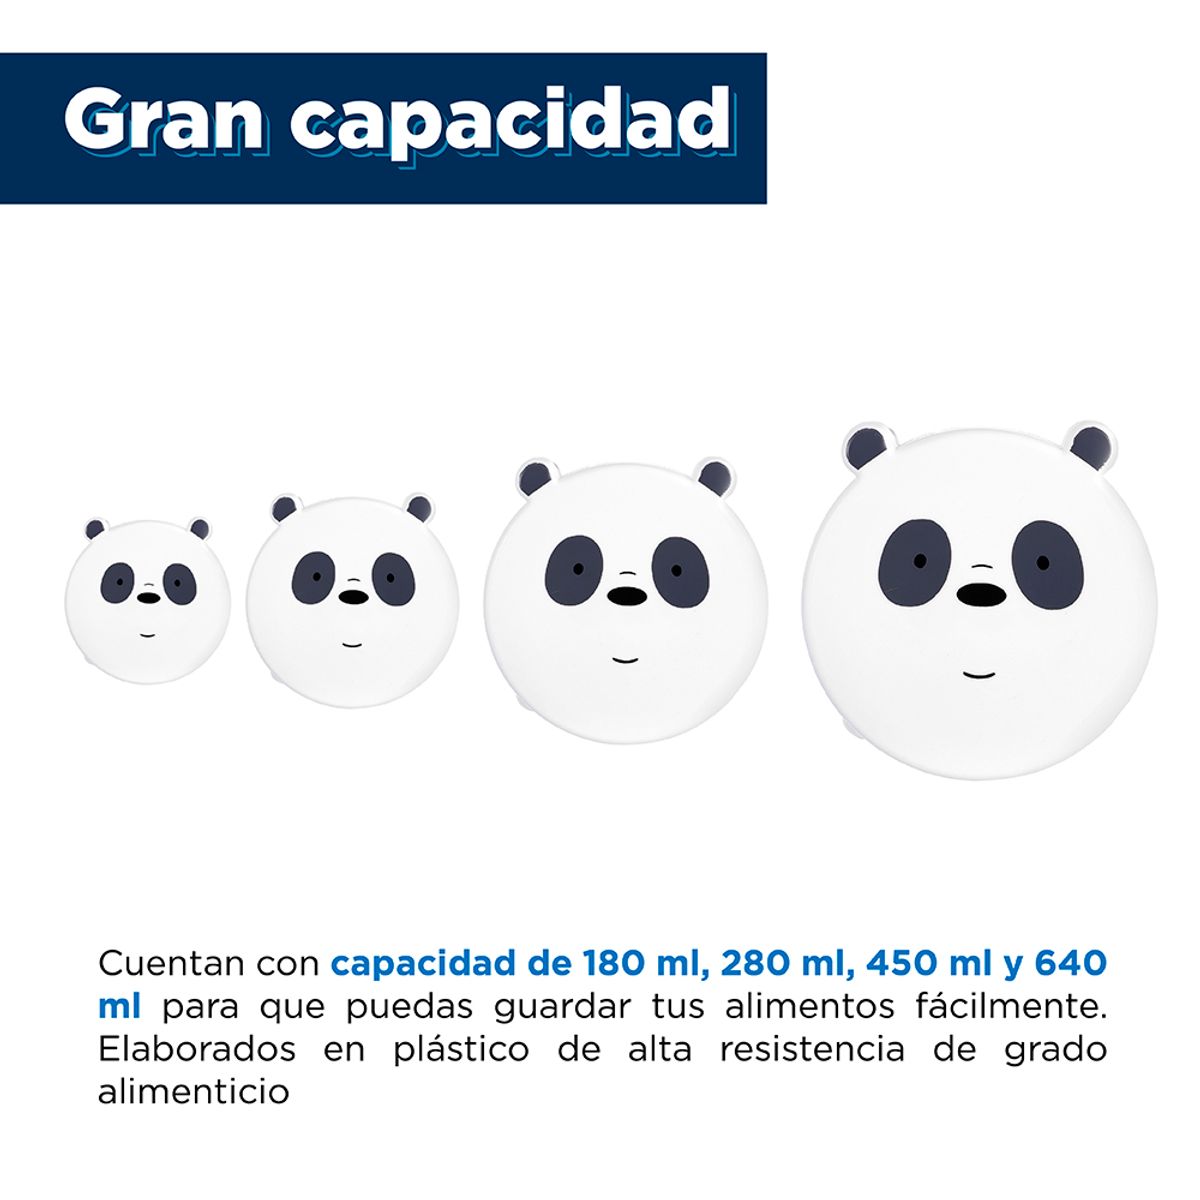 Gran capacidad
Cuentan con capacidad de 180 ml, 280 ml, 450 ml y 640
ml para que puedas guardar tus alimentos fácilmente.
Elaborados en plástico de alta resistencia de grado
alimenticio